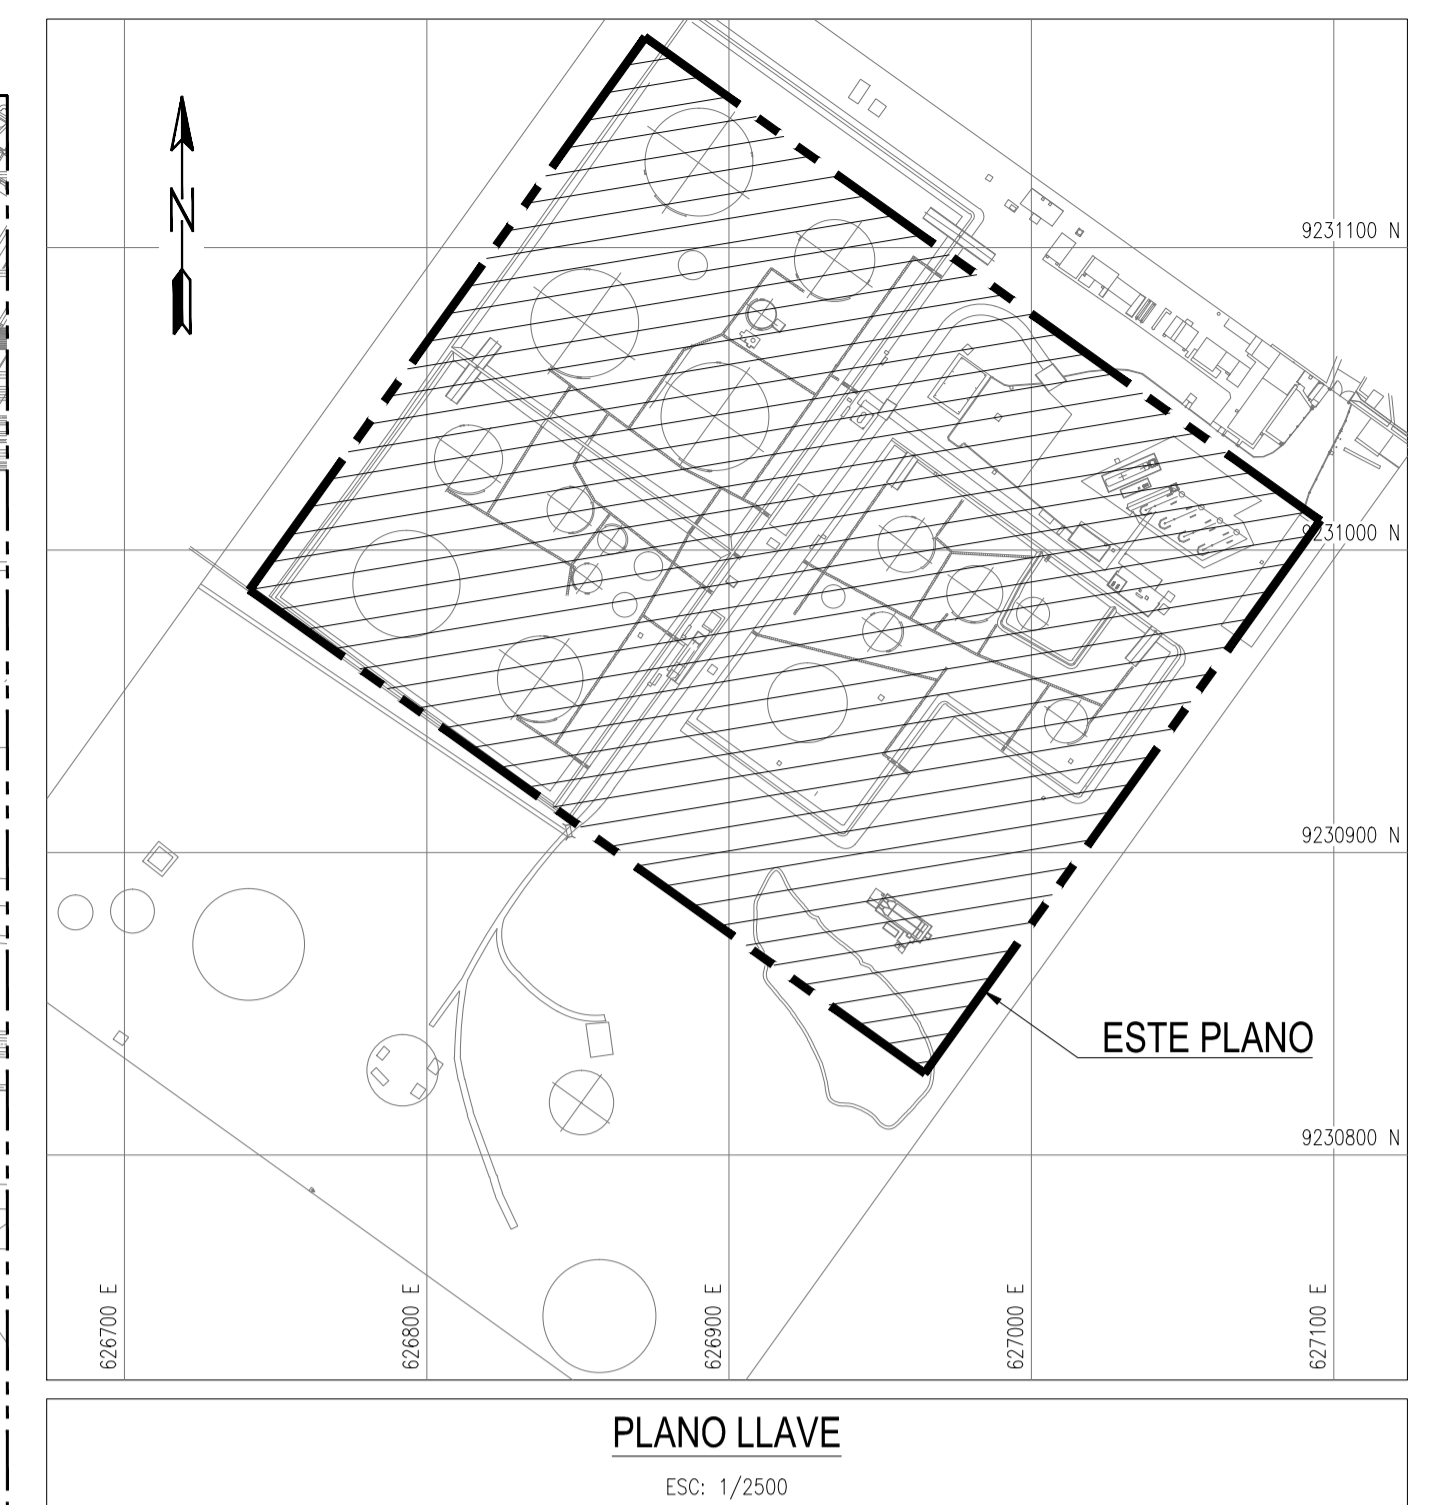 N
9231100 N
9231000 N
9230900 N
ESTE PLANO
9230800 N
626700 E
626800 E
626900 E
627000 E
627100 E
PLANO LLAVE
ESC: 1/2500